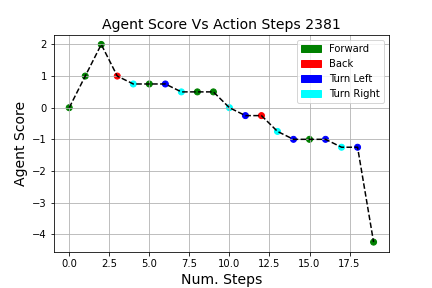 Agent Score Vs Action Steps 2381
Forward
Back
Turn Left
Turn Right
Agent Score
2
1
0
−1
−2
−3
−4
0.0 2.5 5.0 7.5 10.0 12.5 15.0 17.5
Num. Steps